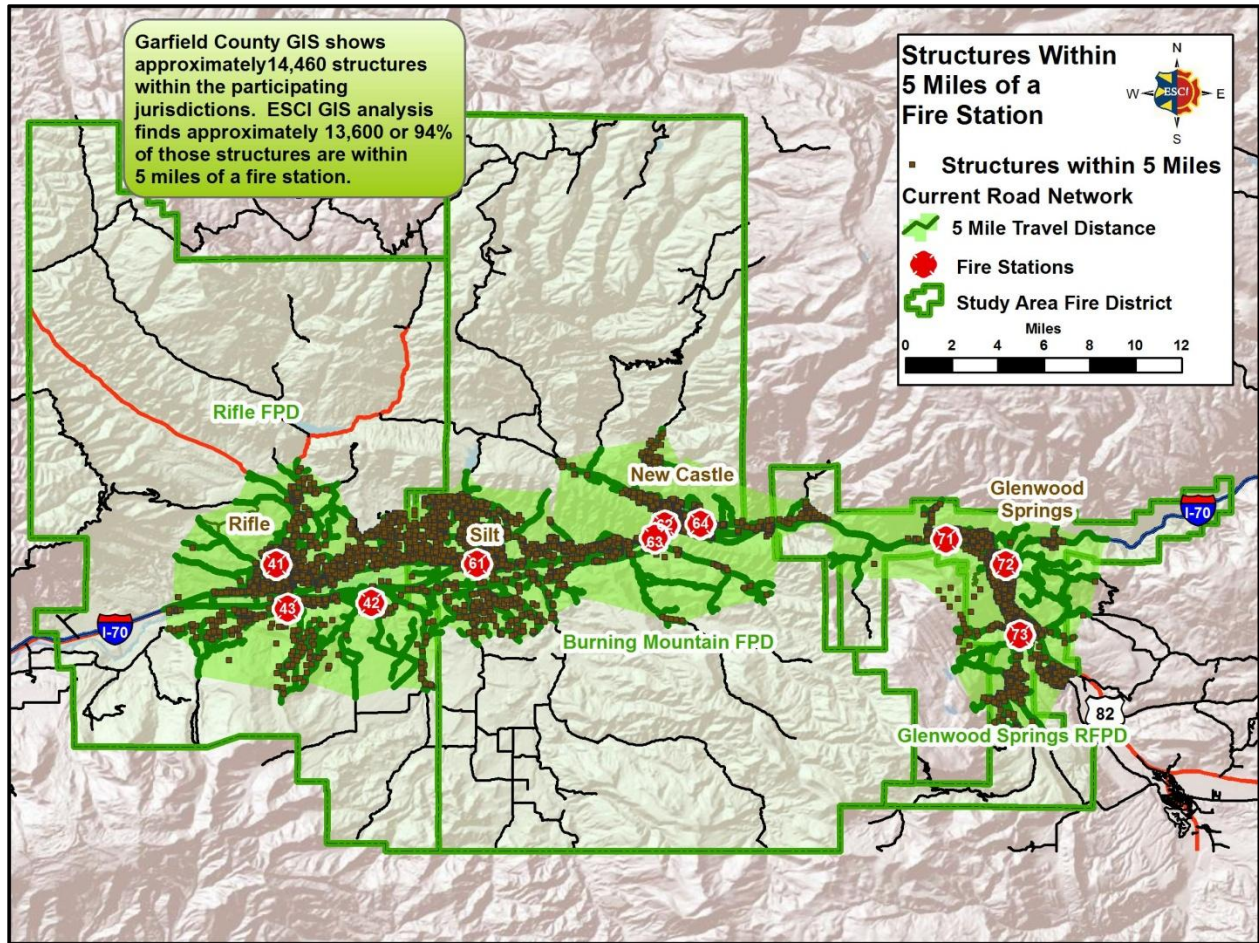 Garfield County GIS shows
approximately14,460 structures
within the participating
jurisdictions. ESCI GIS analysis
finds approximately 13,600 or 94%
of those structures are within
5 miles of a fire station.
Structures Within
5 Miles of a
Fire Station
N
W
ESCI
E
S
Structures within 5 Miles
Current Road Network
5 Mile Travel Distance
Fire Stations
Study Area Fire District
Miles
0 2 4 6 8 10 12
Rifle FPD
New Castle
Glenwood
Springs
I-70
Rifle
Silt
62
64
63
71
72
41
61
42
43
73
I-70
Burning Mountain FPD
82
Glenwood Springs RFPD